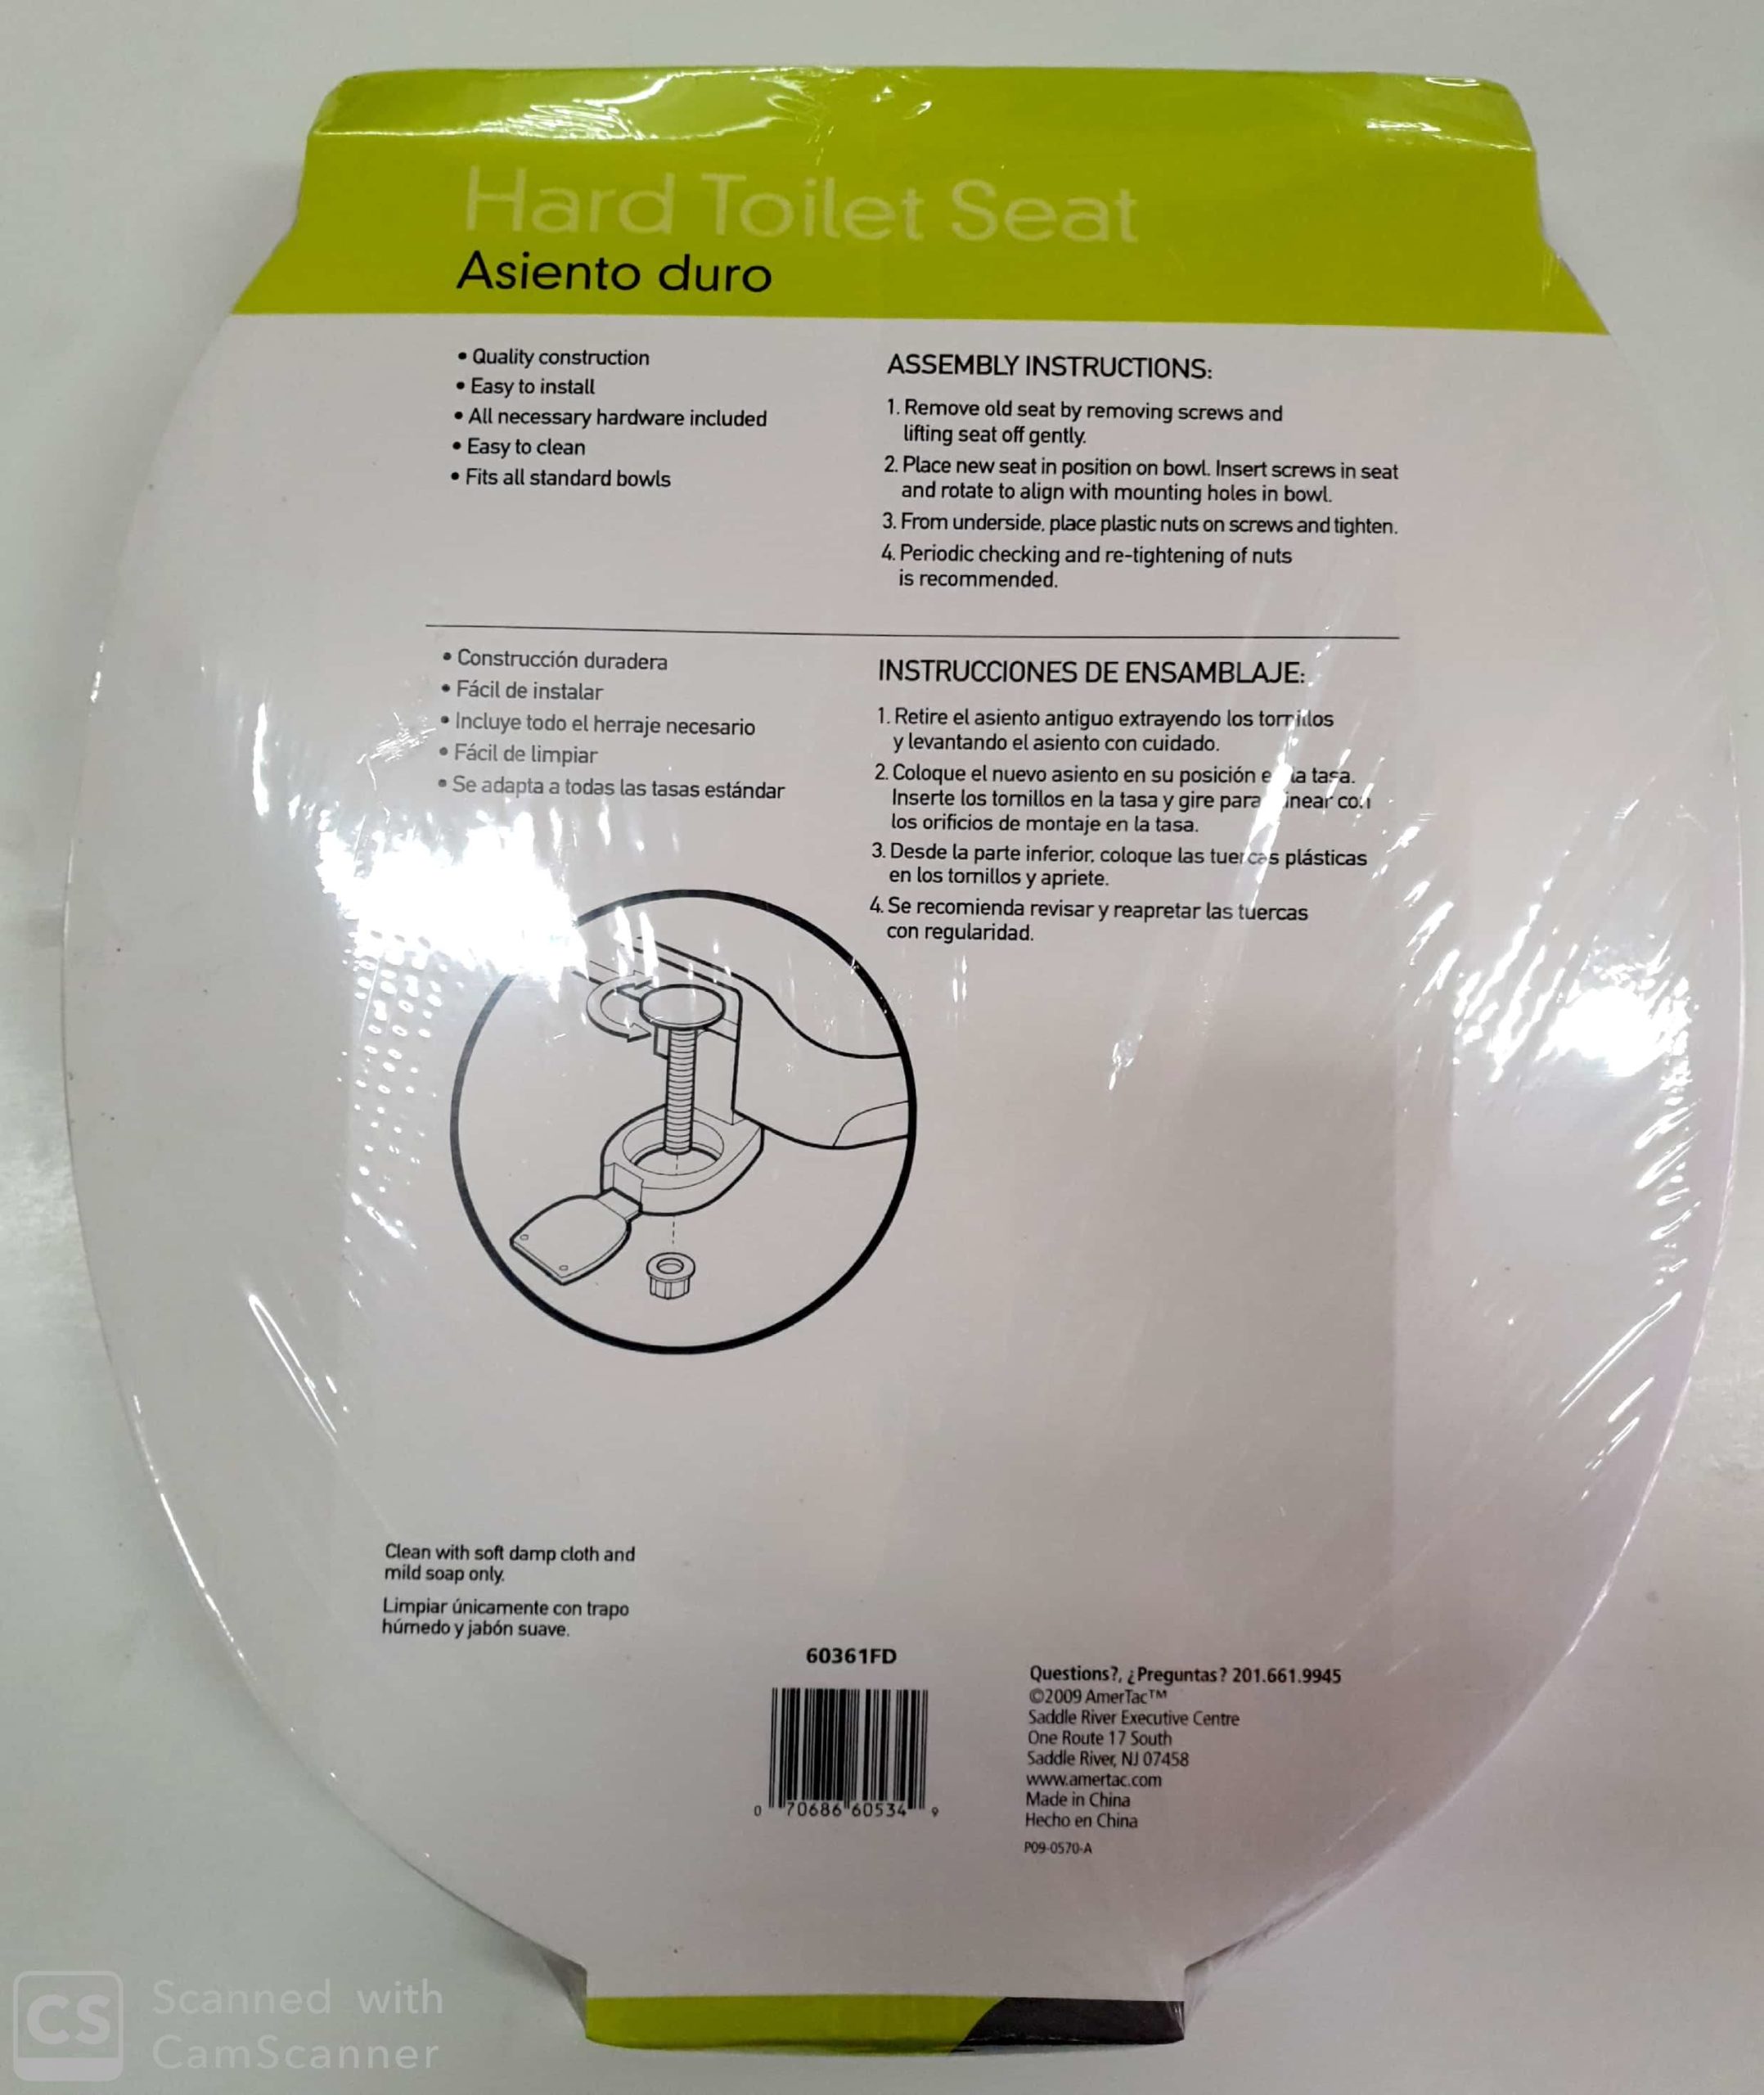 Hard Toilet Seat
Asiento duro
• Quality construction
• Easy to install
• All necessary hardware included
• Easy to clean
• Fits all standard bowls
ASSEMBLY INSTRUCTIONS:
1. Remove old seat by removing screws and
lifting seat off gently.
2. Place new seat in position on bowl. Insert screws in seat
and rotate to align with mounting holes in bowl.
3. From underside, place plastic nuts on screws and tighten.
4. Periodic checking and re-tightening of nuts
is recommended.
• Construcción duradera
• Fácil de instalar
• Incluye todo el herraje necesario
• Fácil de limpiar
• Se adapta a todas las tasas estándar
INSTRUCCIONES DE ENSAMBLAJE:
1. Retire el asiento antiguo extrayendo los tornillos
y levantando el asiento con cuidado.
2. Coloque el nuevo asiento en su posición la tasa.
Inserte los tornillos en la tasa y gire para con
los orificios de montaje en la tasa.
3. Desde la parte inferior, coloque las tuercas plásticas
en los tornillos y apriete.
4. Se recomienda revisar y reapretar las tuercas
con regularidad.
Clean with soft damp cloth and
mild soap only.
Limpiar únicamente con trapo
húmedo y jabón suave.
60361FD
0 70686 60534 9
Questions?, ¿Preguntas? 201.661.9945
©2009 AmerTac™
Saddle River Executive Centre
One Route 17 South
Saddle River, NJ 07458
www.amertac.com
Made in China
Hecho en China
P09-0570-A
CS
Scanned with
CamScanner